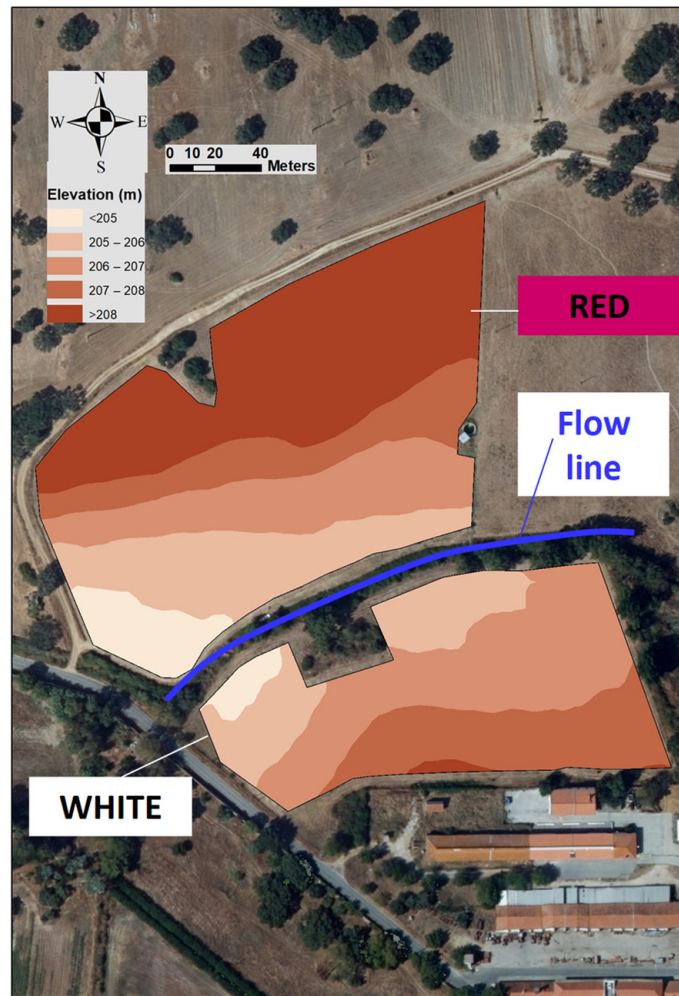 N
W E
S
0 10 20 40
Meters
Elevation (m)
<205
205 – 206
206 – 207
207 – 208
>208
RED
Flow
line
WHITE